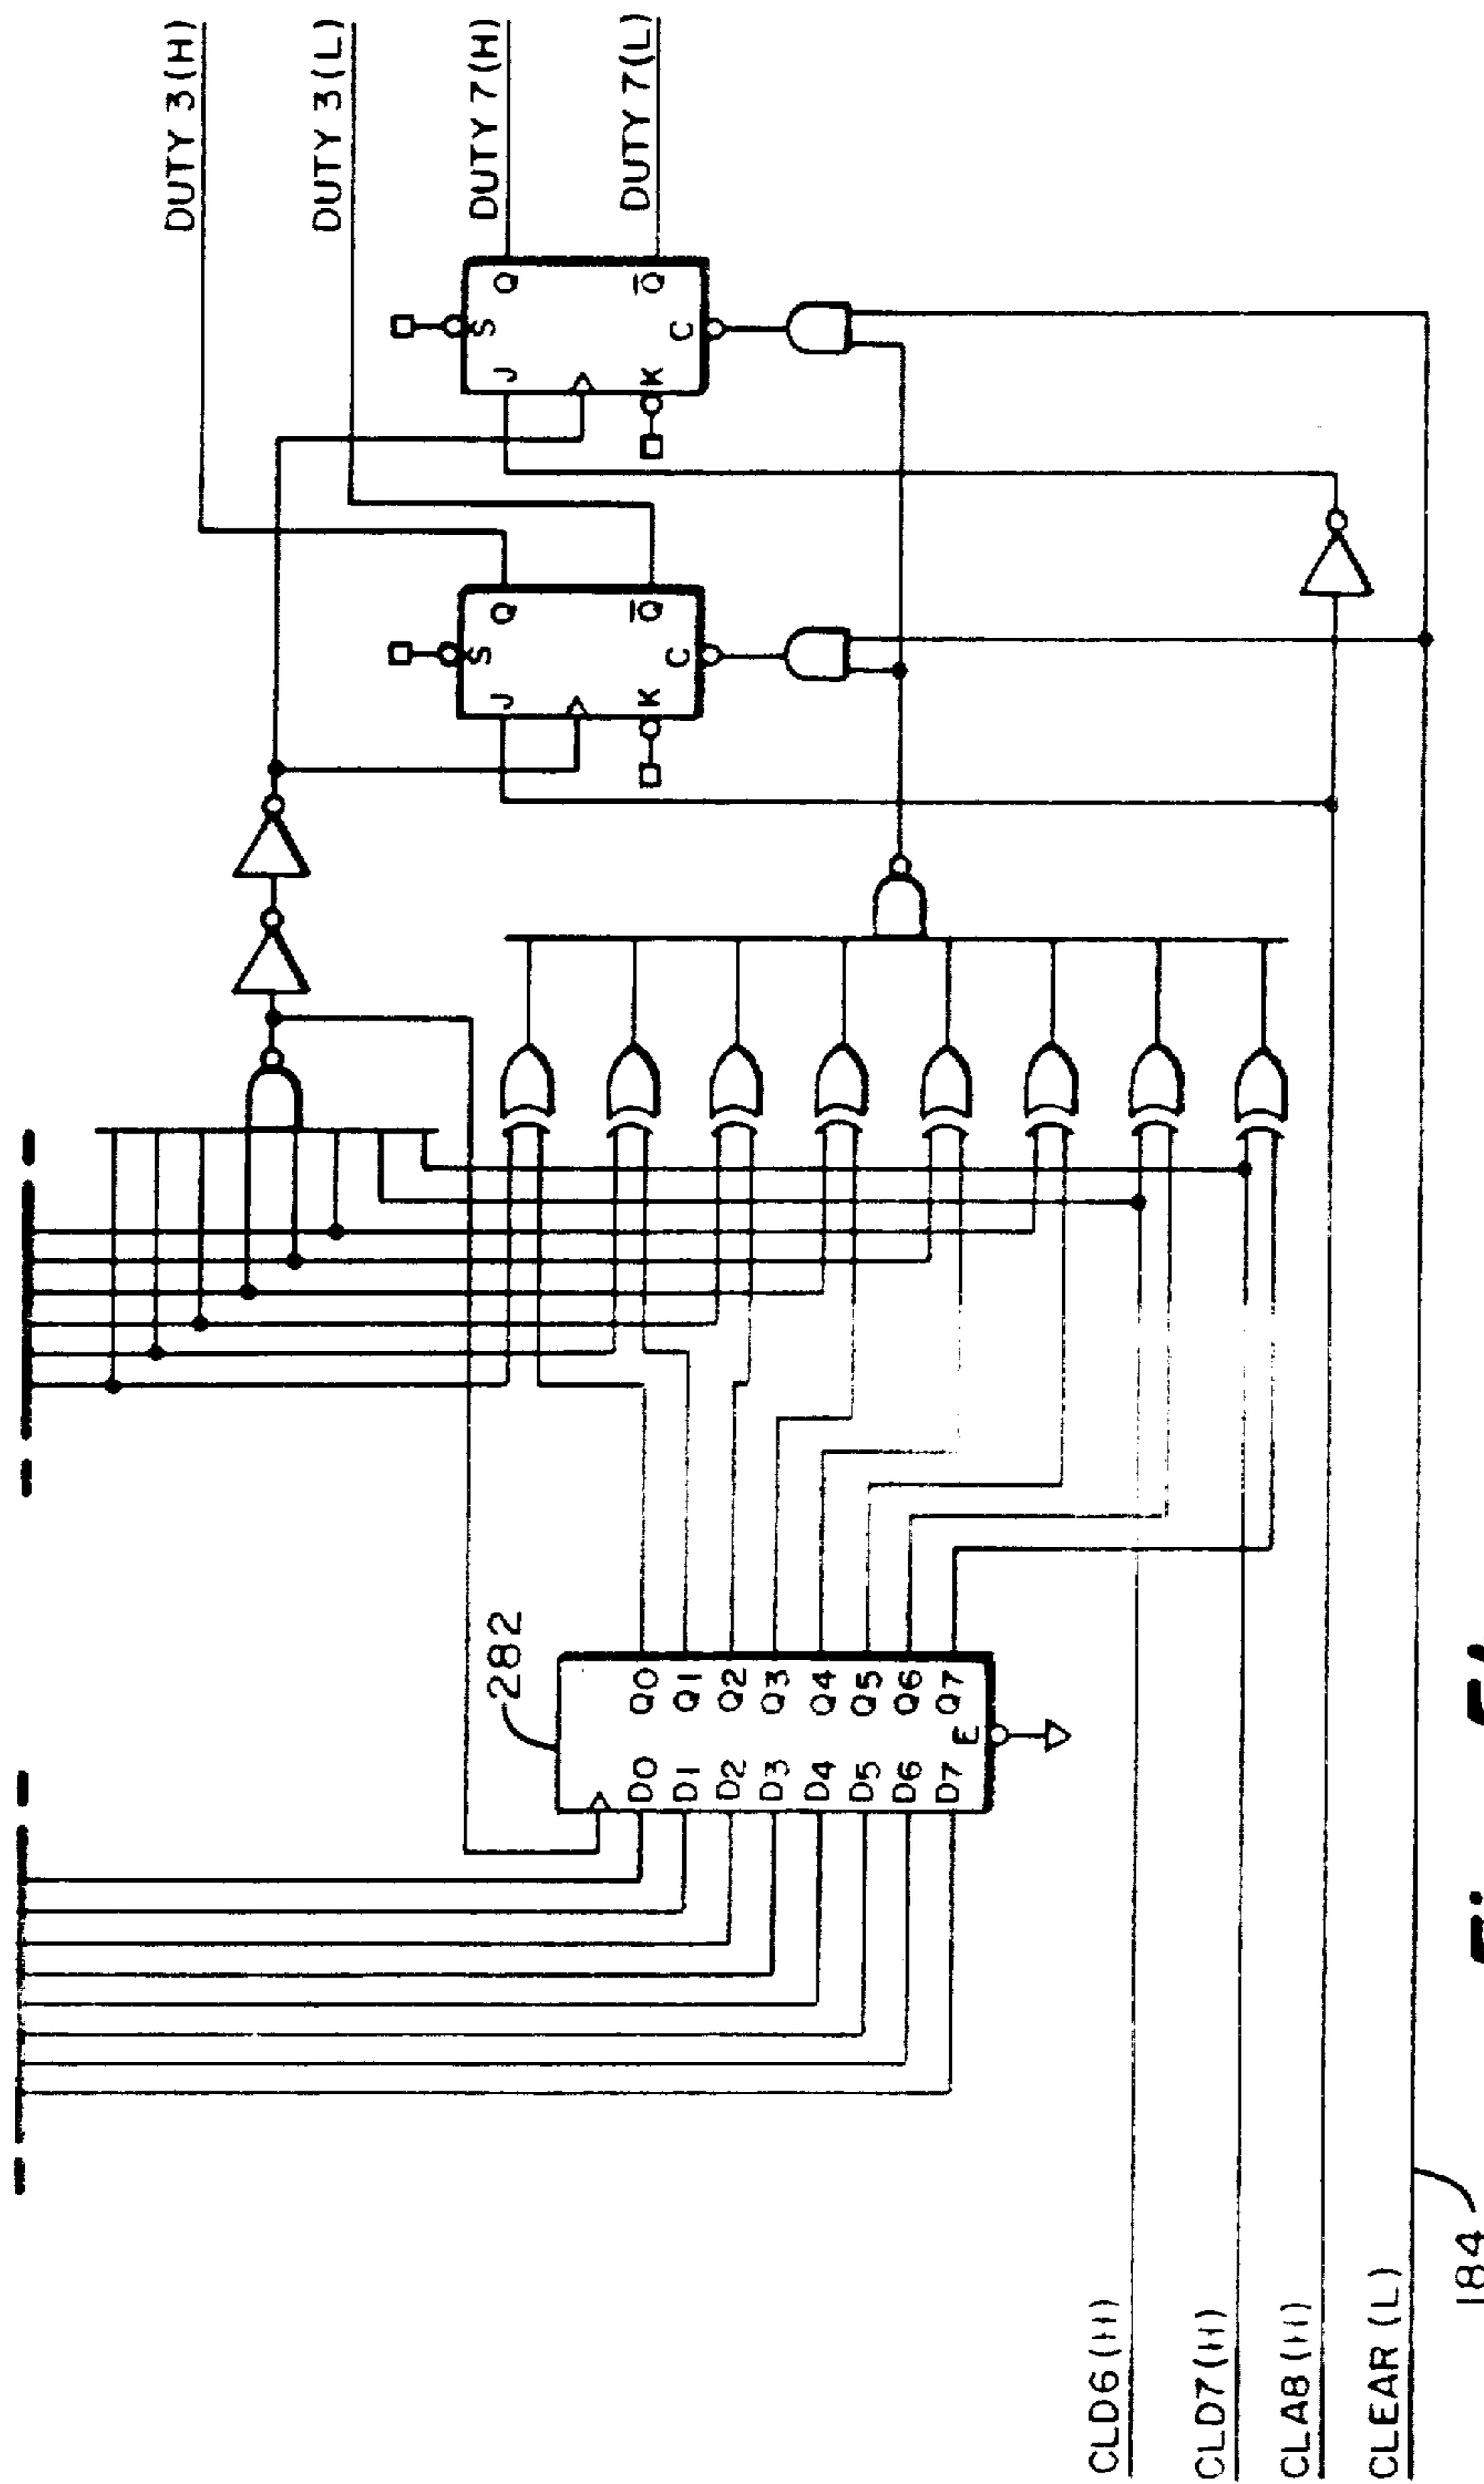 DUTY 3 (H)
DUTY 3 (L)
DUTY 7 (H)
DUTY 7 (L)
J
S
Q
K
C
Q̅
J
S
Q
K
C
Q̅
282
D0
Q0
D1
Q1
D2
Q2
D3
Q3
D4
Q4
D5
Q5
D6
Q6
D7
Q7
E
CLD6 (H)
CLD7 (H)
CLA8 (H)
CLEAR (L)
184